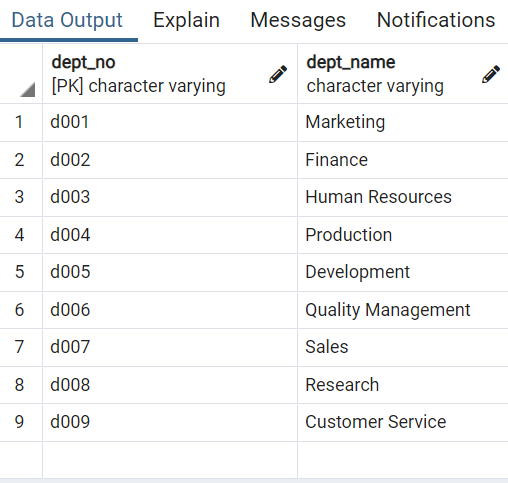 Data Output Explain Messages Notifications
dept_no dept_name
[PK] character varying character varying
1 d001 Marketing
2 d002 Finance
3 d003 Human Resources
4 d004 Production
5 d005 Development
6 d006 Quality Management
7 d007 Sales
8 d008 Research
9 d009 Customer Service